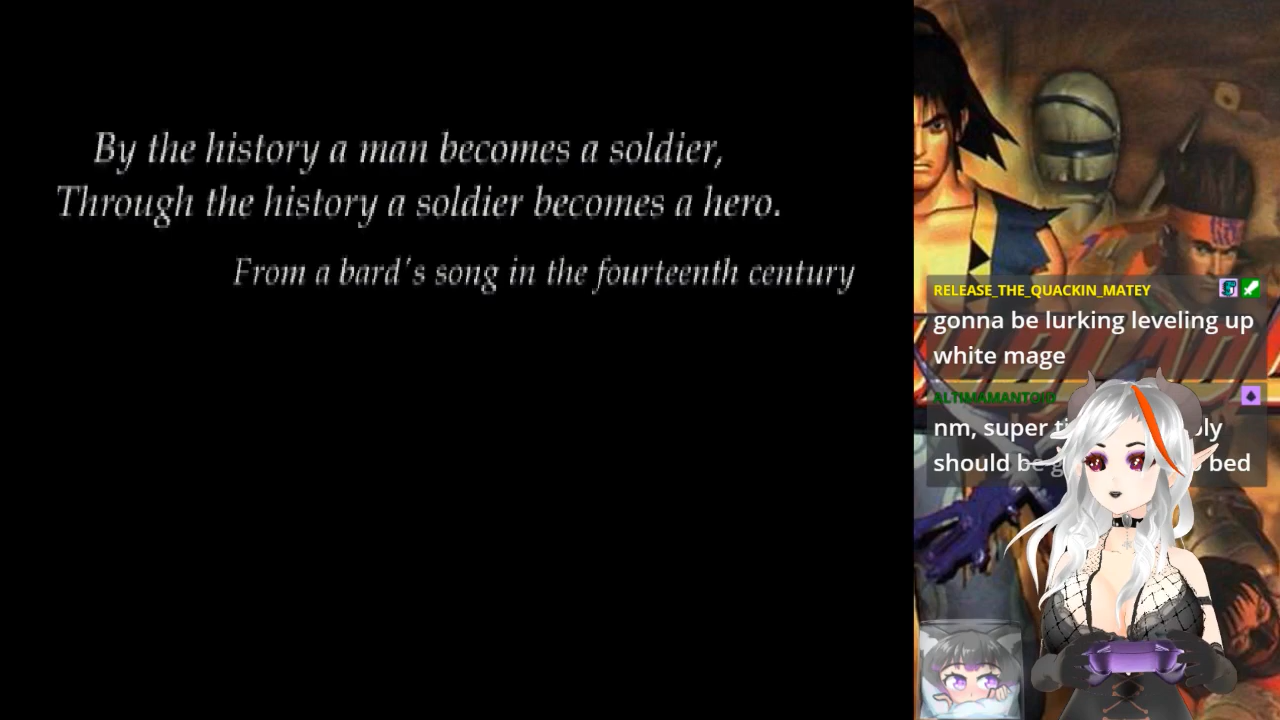 By the history a man becomes a soldier,
Through the history a soldier becomes a hero.
From a bard's song in the fourteenth century
RELEASE_THE_QUACKIN_MATEY
gonna be lurking leveling up
white mage
ALTIMAMANTOID
nm, super
should bed